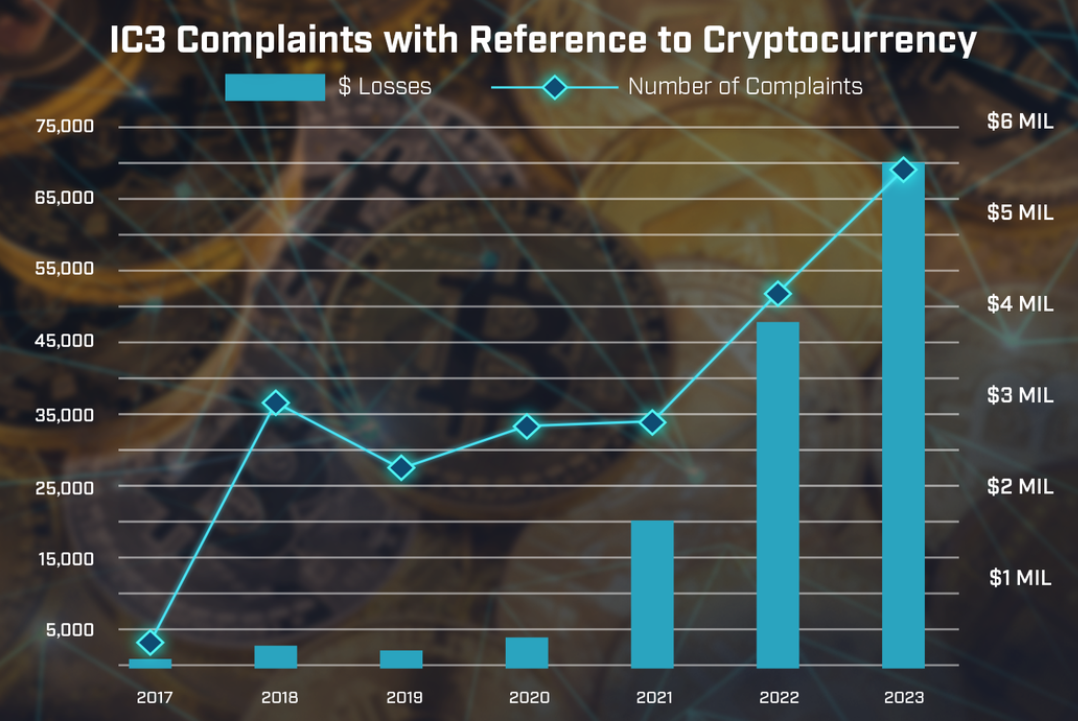 IC3 Complaints with Reference to Cryptocurrency
$ Losses Number of Complaints
75,000 $6 MIL
65,000 $5 MIL
55,000 $4 MIL
45,000
35,000 $3 MIL
25,000 $2 MIL
15,000 $1 MIL
5,000
2017 2018 2019 2020 2021 2022 2023